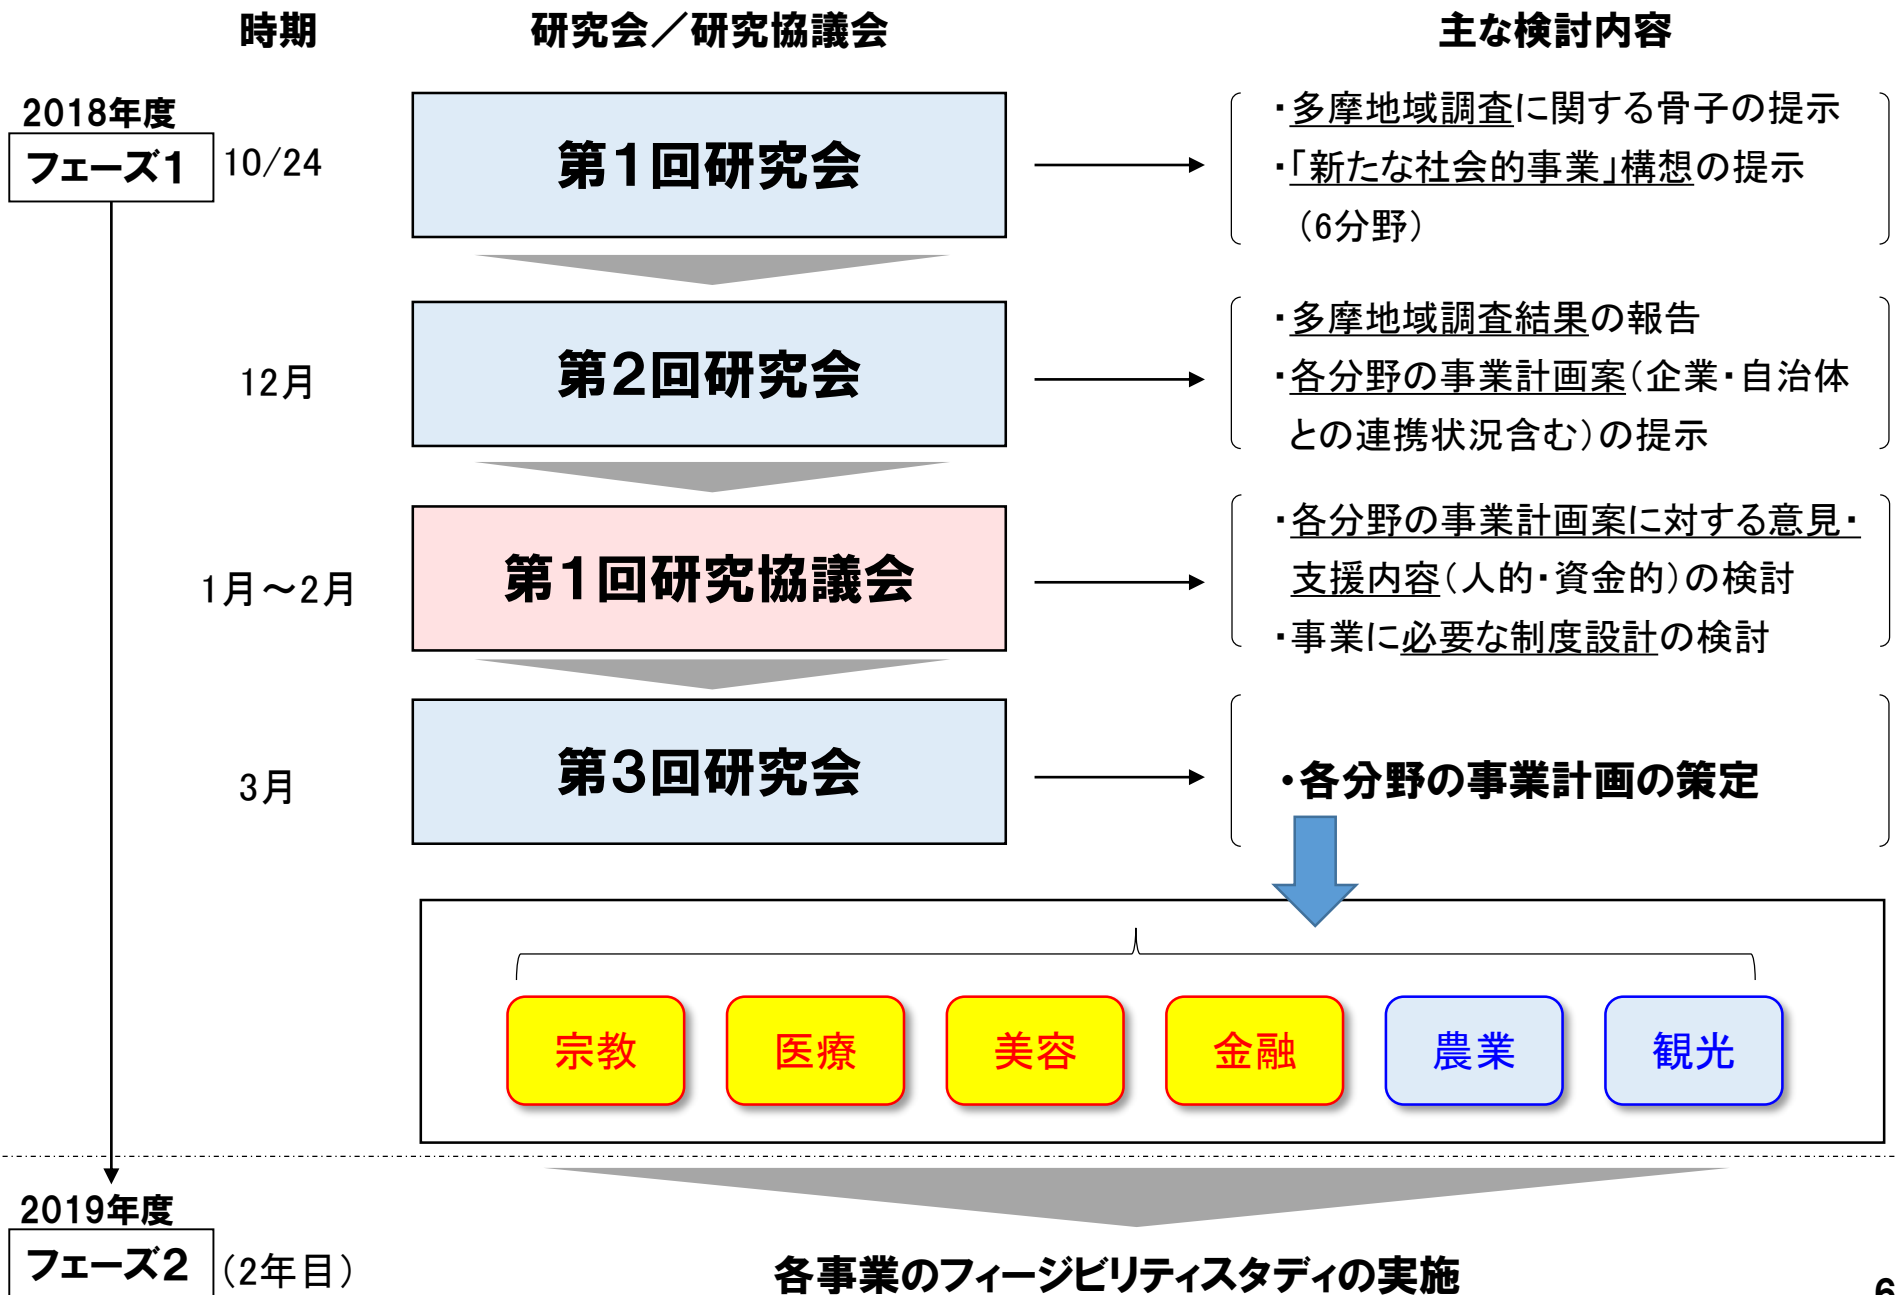 時期
研究会／研究協議会
主な検討内容
2018年度
フェーズ1
10/24
第1回研究会
・多摩地域調査に関する骨子の提示
・「新たな社会的事業」構想の提示
（6分野）
12月
第2回研究会
・多摩地域調査結果の報告
・各分野の事業計画案（企業・自治体
との連携状況含む）の提示
1月～2月
第1回研究協議会
・各分野の事業計画案に対する意見・
支援内容（人的・資金的）の検討
・事業に必要な制度設計の検討
3月
第3回研究会
・各分野の事業計画の策定
宗教
医療
美容
金融
農業
観光
2019年度
フェーズ2
（2年目）
各事業のフィージビリティスタディの実施
6